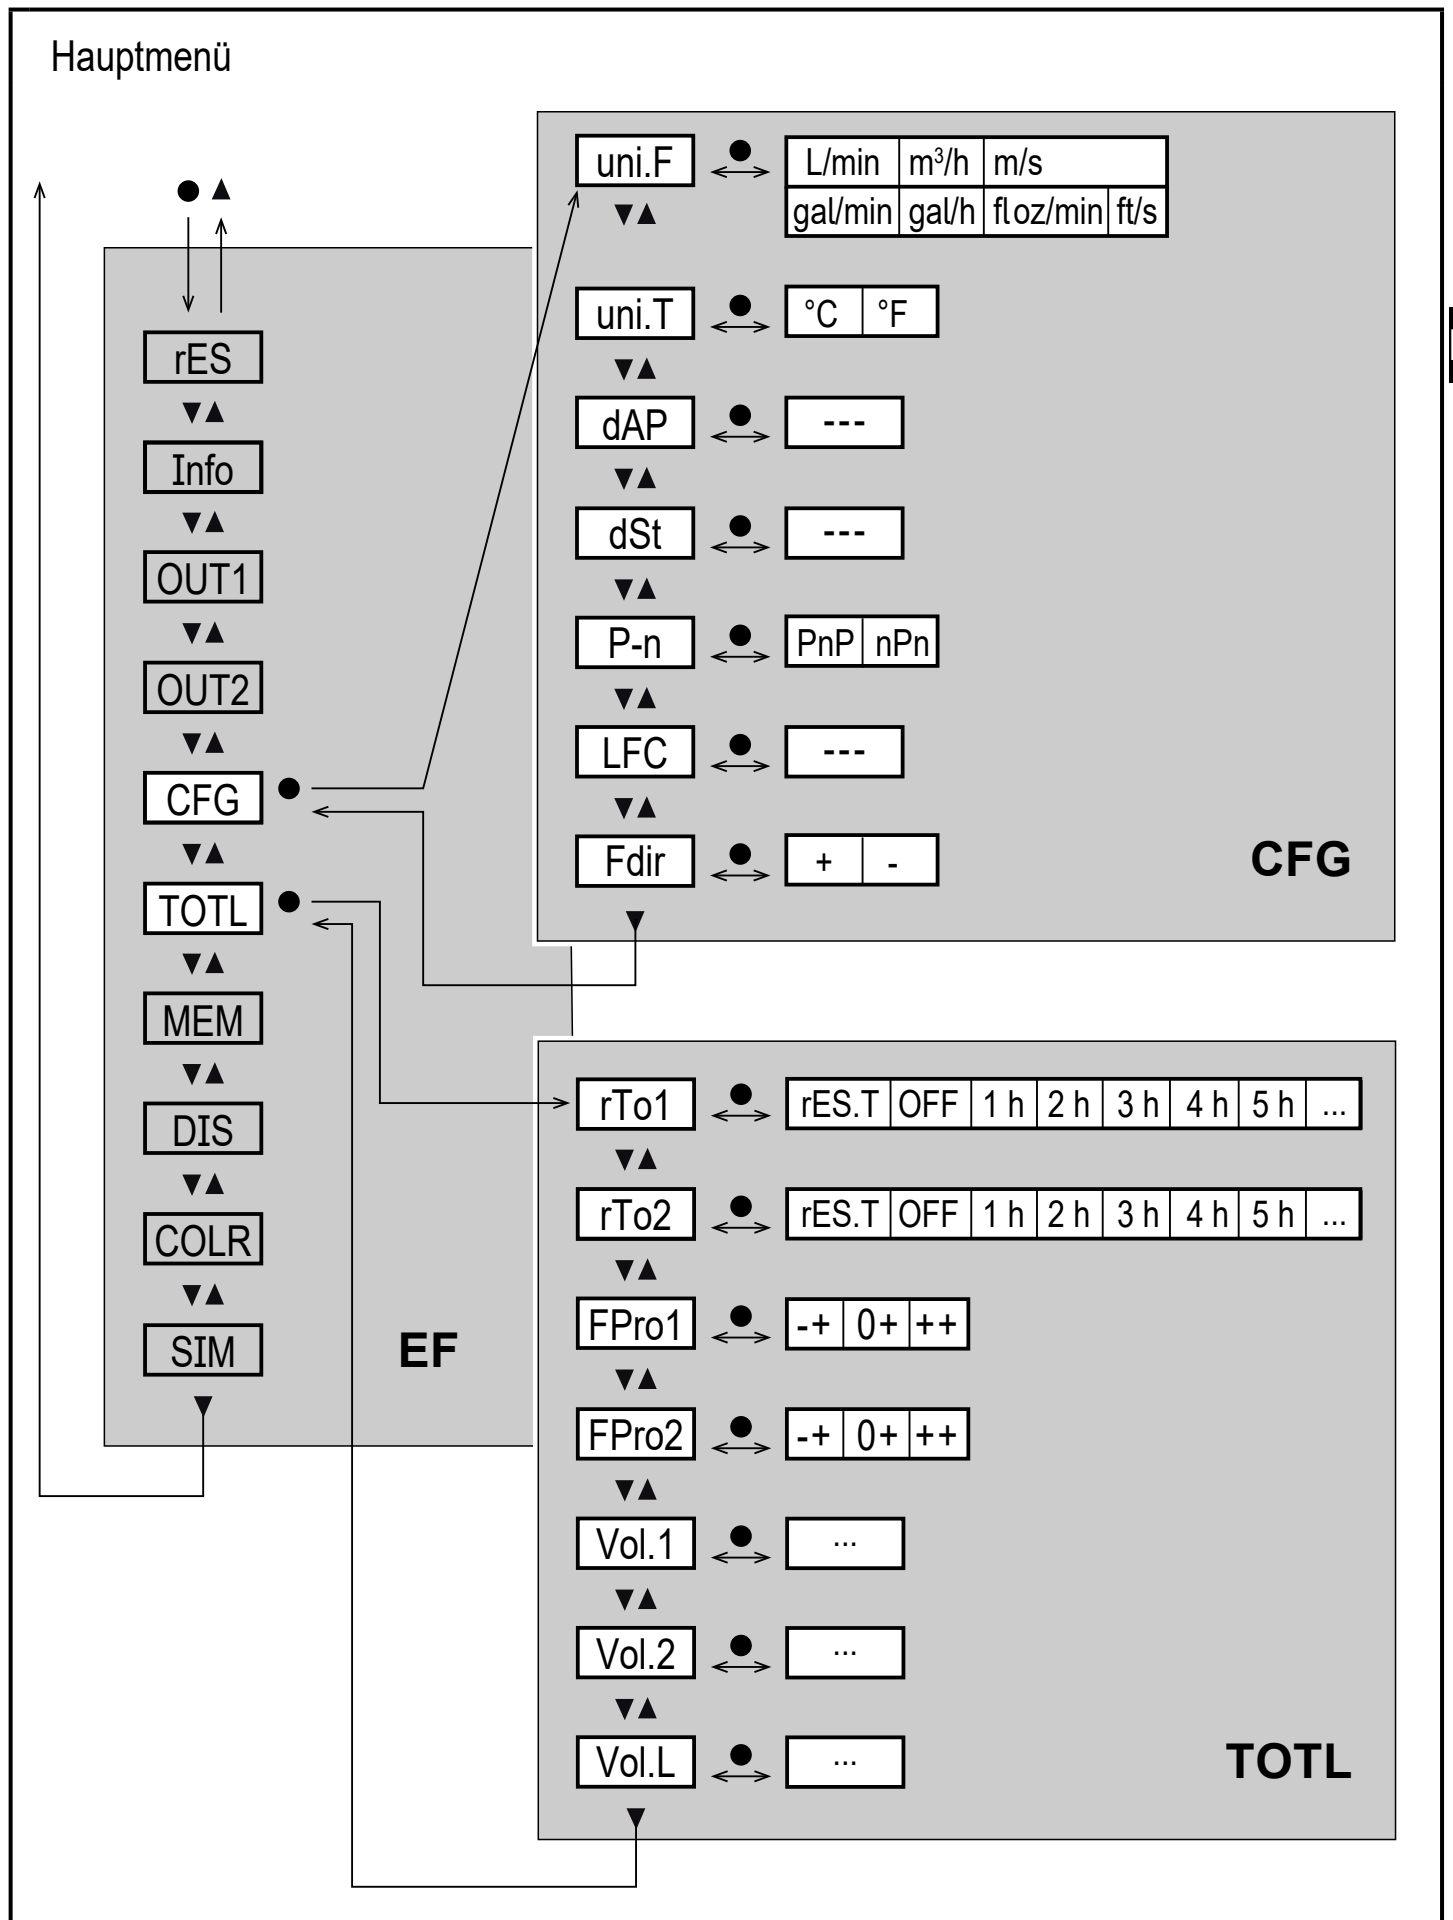 Hauptmenü
rES
Info
OUT1
OUT2
CFG
TOTL
MEM
DIS
COLR
SIM
EF
uni.F L/min m³/h m/s
gal/min gal/h fl oz/min ft/s
uni.T °C °F
dAP ---
dSt ---
P-n PnP nPn
LFC ---
Fdir + -
CFG
rTo1 rES.T OFF 1 h 2 h 3 h 4 h 5 h ...
rTo2 rES.T OFF 1 h 2 h 3 h 4 h 5 h ...
FPro1 -+ 0+ ++
FPro2 -+ 0+ ++
Vol.1 ...
Vol.2 ...
Vol.L ...
TOTL